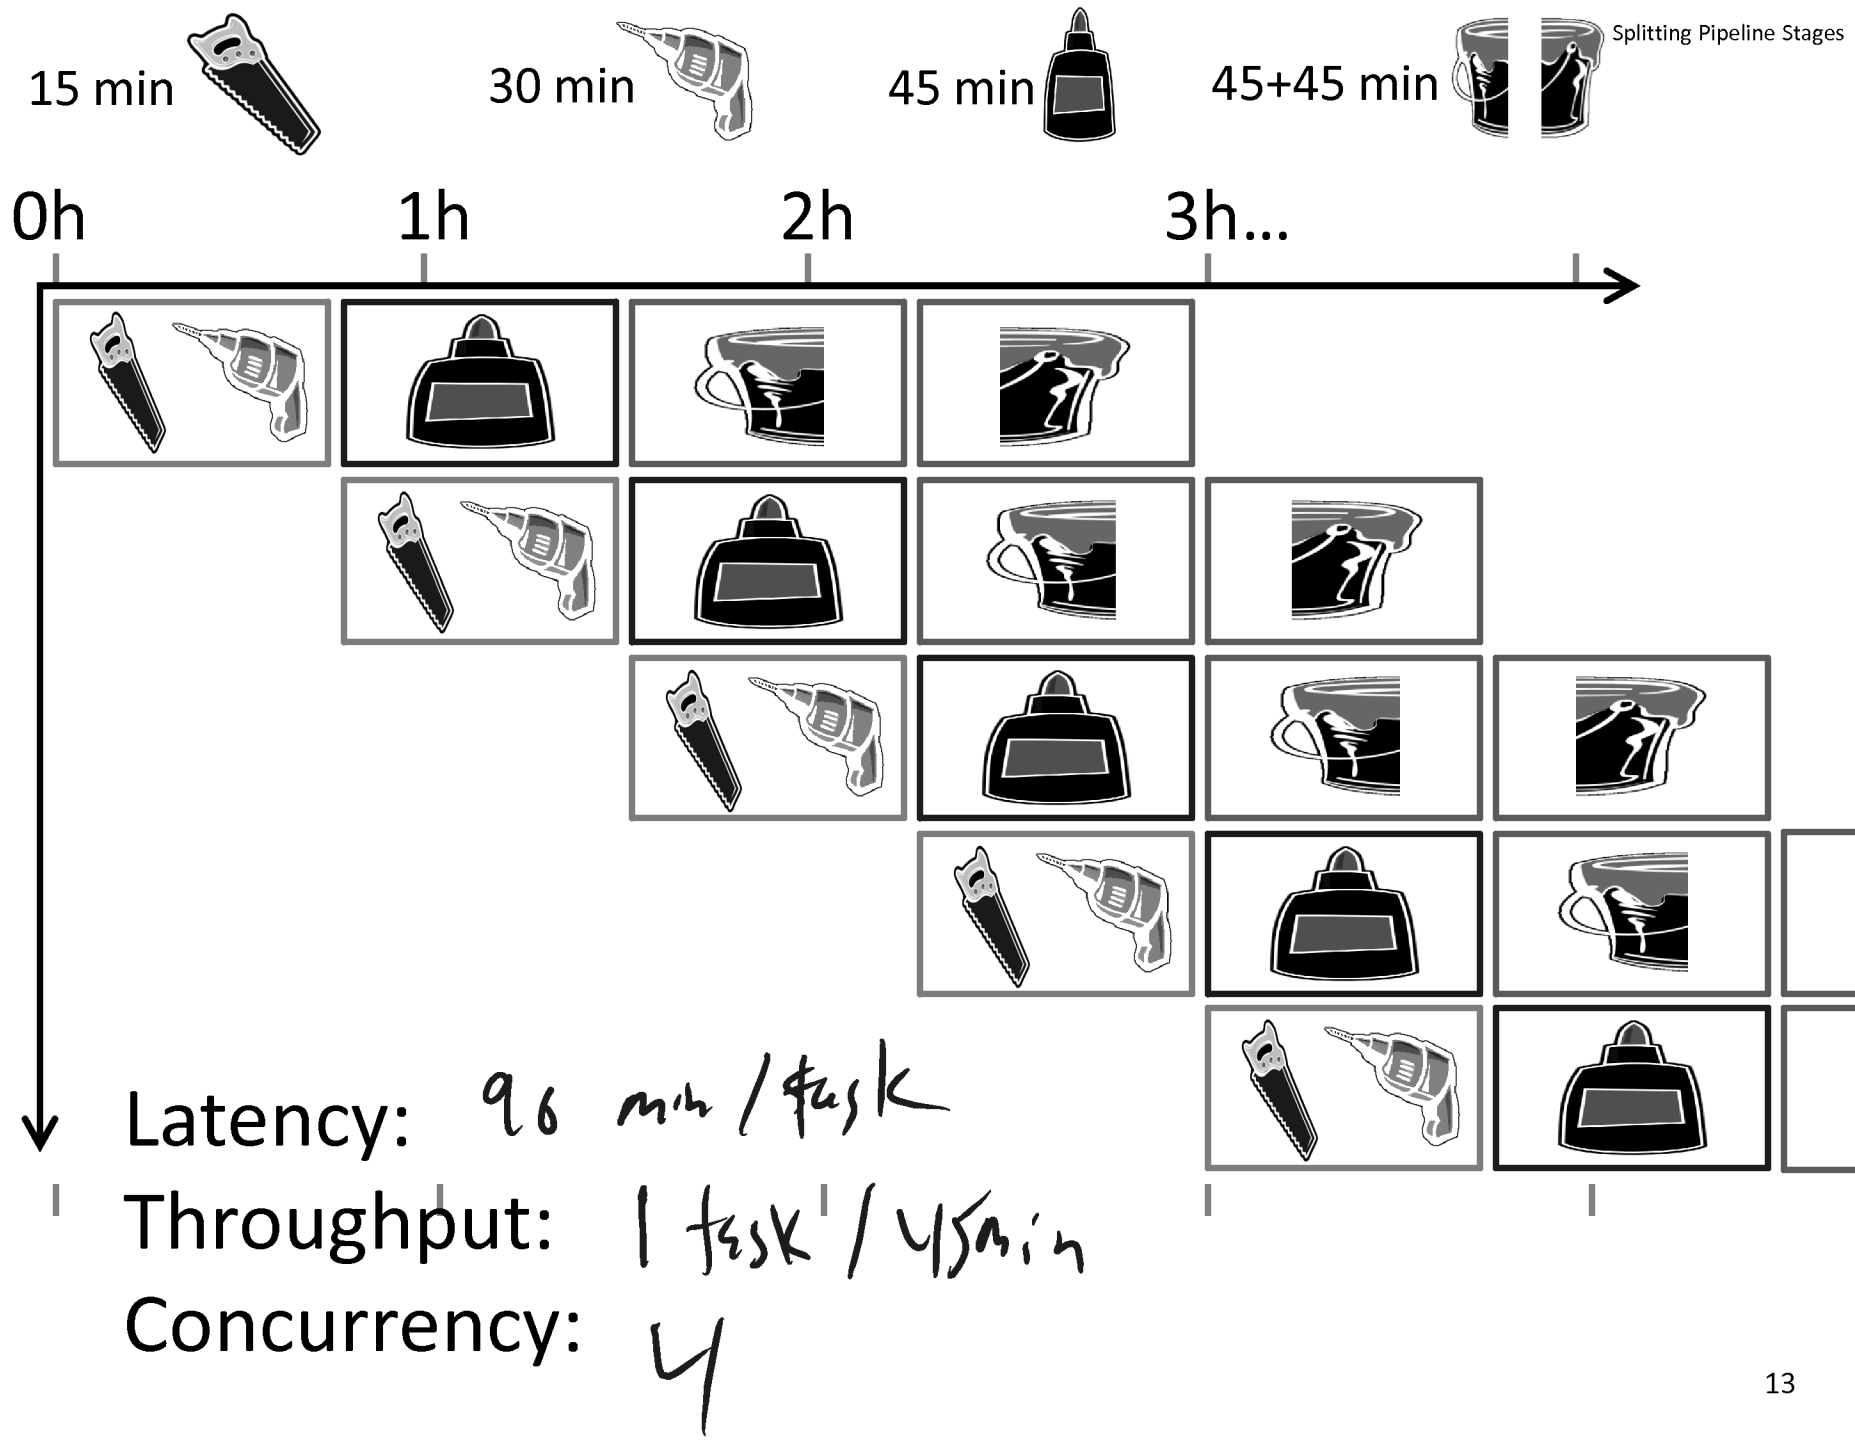 Splitting Pipeline Stages
15 min 30 min 45 min 45+45 min
0h 1h 2h 3h...
Latency: 90 min / task
Throughput: 1 task / 45min
Concurrency: 4
13